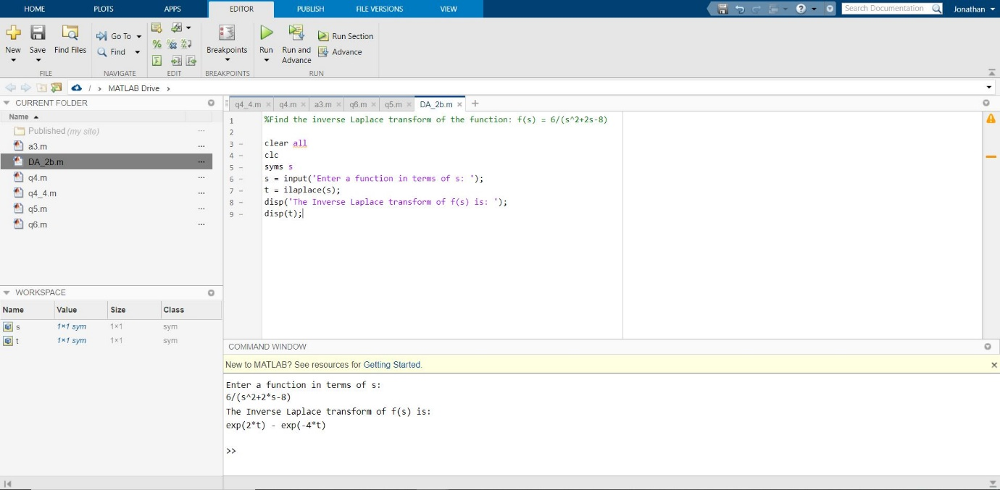 HOME PLOTS APPS EDITOR PUBLISH FILE VERSIONS VIEW Search Documentation Jonathan
New Save Find Files
Go To
Find
Breakpoints
Run Run and Advance
Run Section
Advance
FILE NAVIGATE EDIT BREAKPOINTS RUN
/ > MATLAB Drive >
CURRENT FOLDER
Name
Published (my site) ...
a3.m ...
DA_2b.m ...
q4.m ...
q4_4.m ...
q5.m ...
q6.m ...
WORKSPACE
Name Value Size Class
s 1×1 sym 1×1 sym
t 1×1 sym 1×1 sym
q4_4.m × q4.m × a3.m × q6.m × q5.m × DA_2b.m × +
1 %Find the inverse Laplace transform of the function: f(s) = 6/(s^2+2s-8)
2
3 - clear all
4 - clc
5 - syms s
6 - s = input('Enter a function in terms of s: ');
7 - t = ilaplace(s);
8 - disp('The Inverse Laplace transform of f(s) is: ');
9 - disp(t);
COMMAND WINDOW
New to MATLAB? See resources for Getting Started. ×
Enter a function in terms of s:
6/(s^2+2*s-8)
The Inverse Laplace transform of f(s) is:
exp(2*t) - exp(-4*t)
>>